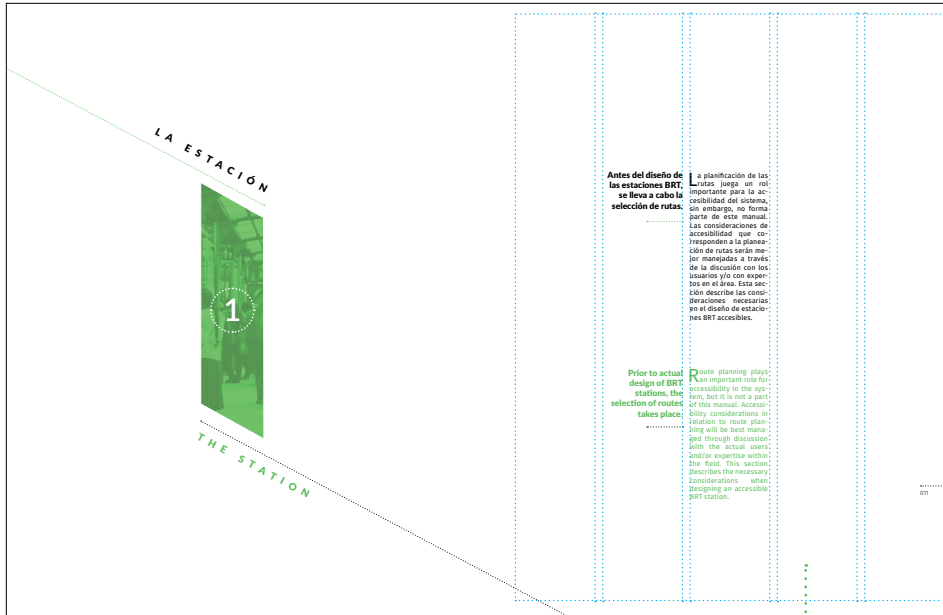 LA ESTACIÓN
1
THE STATION
Antes del diseño de
las estaciones BRT,
se lleva a cabo la
selección de rutas.
La planificación de las
rutas juega un rol
importante para la ac-
cesibilidad del sistema,
sin embargo, no forma
parte de este manual.
Las consideraciones de
accesibilidad que co-
rresponden a la planea-
ción de rutas serán me-
jor manejadas a través
de la discusión con los
usuarios y/o con exper-
tos en el área. Esta sec-
ción describe las consi-
deraciones necesarias
en el diseño de estacio-
nes BRT accesibles.
Prior to actual
design of BRT
stations, the
selection of routes
takes place.
Route planning plays
an important role for
accessibility in the sys-
tem, but it is not a part
of this manual. Accessi-
bility considerations in
relation to route plan-
ning will be best mana-
ged through discussion
with the actual users
and/or expertise within
the field. This section
describes the necessary
considerations when
designing an accessible
BRT station.
011